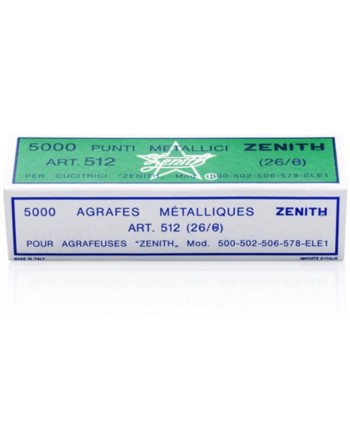 5000 PUNTI METALLICI ZENITH
ART. 512 Zenith ® (26/6)
PER CUCITRICI "ZENITH„ 500-502-506-578-ELE1
5000 AGRAFES MÉTALLIQUES ZENITH
ART. 512 (26/6)
POUR AGRAFEUSES "ZENITH„ Mod. 500-502-506-578-ELE1
MADE IN ITALY IMPORTÉ D'ITALIE